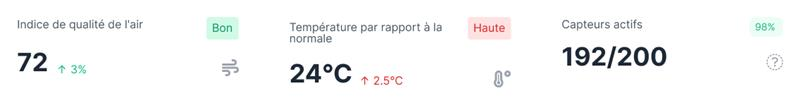 Indice de qualité de l'air
Bon
72 ↑ 3%
Température par rapport à la
normale
Haute
24°C ↑ 2.5°C
Capteurs actifs
98%
192/200
?